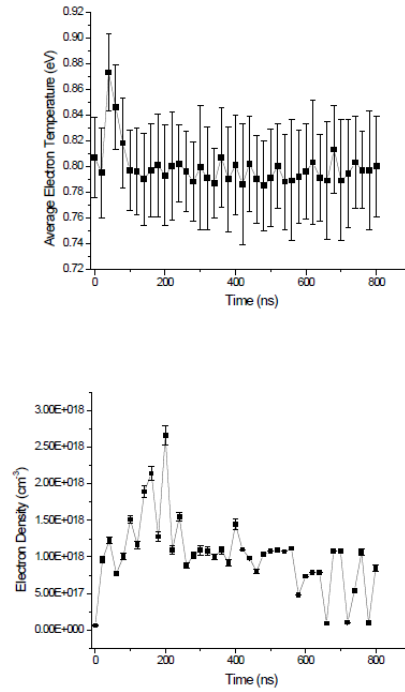 0.92
0.90
0.88
0.86
0.84
0.82
0.80
0.78
0.76
0.74
0.72
Average Electron Temperature (eV)
0 200 400 600 800
Time (ns)
3.00E+018
2.50E+018
2.00E+018
1.50E+018
1.00E+018
5.00E+017
0.00E+000
Electron Density (cm⁻³)
0 200 400 600 800
Time (ns)